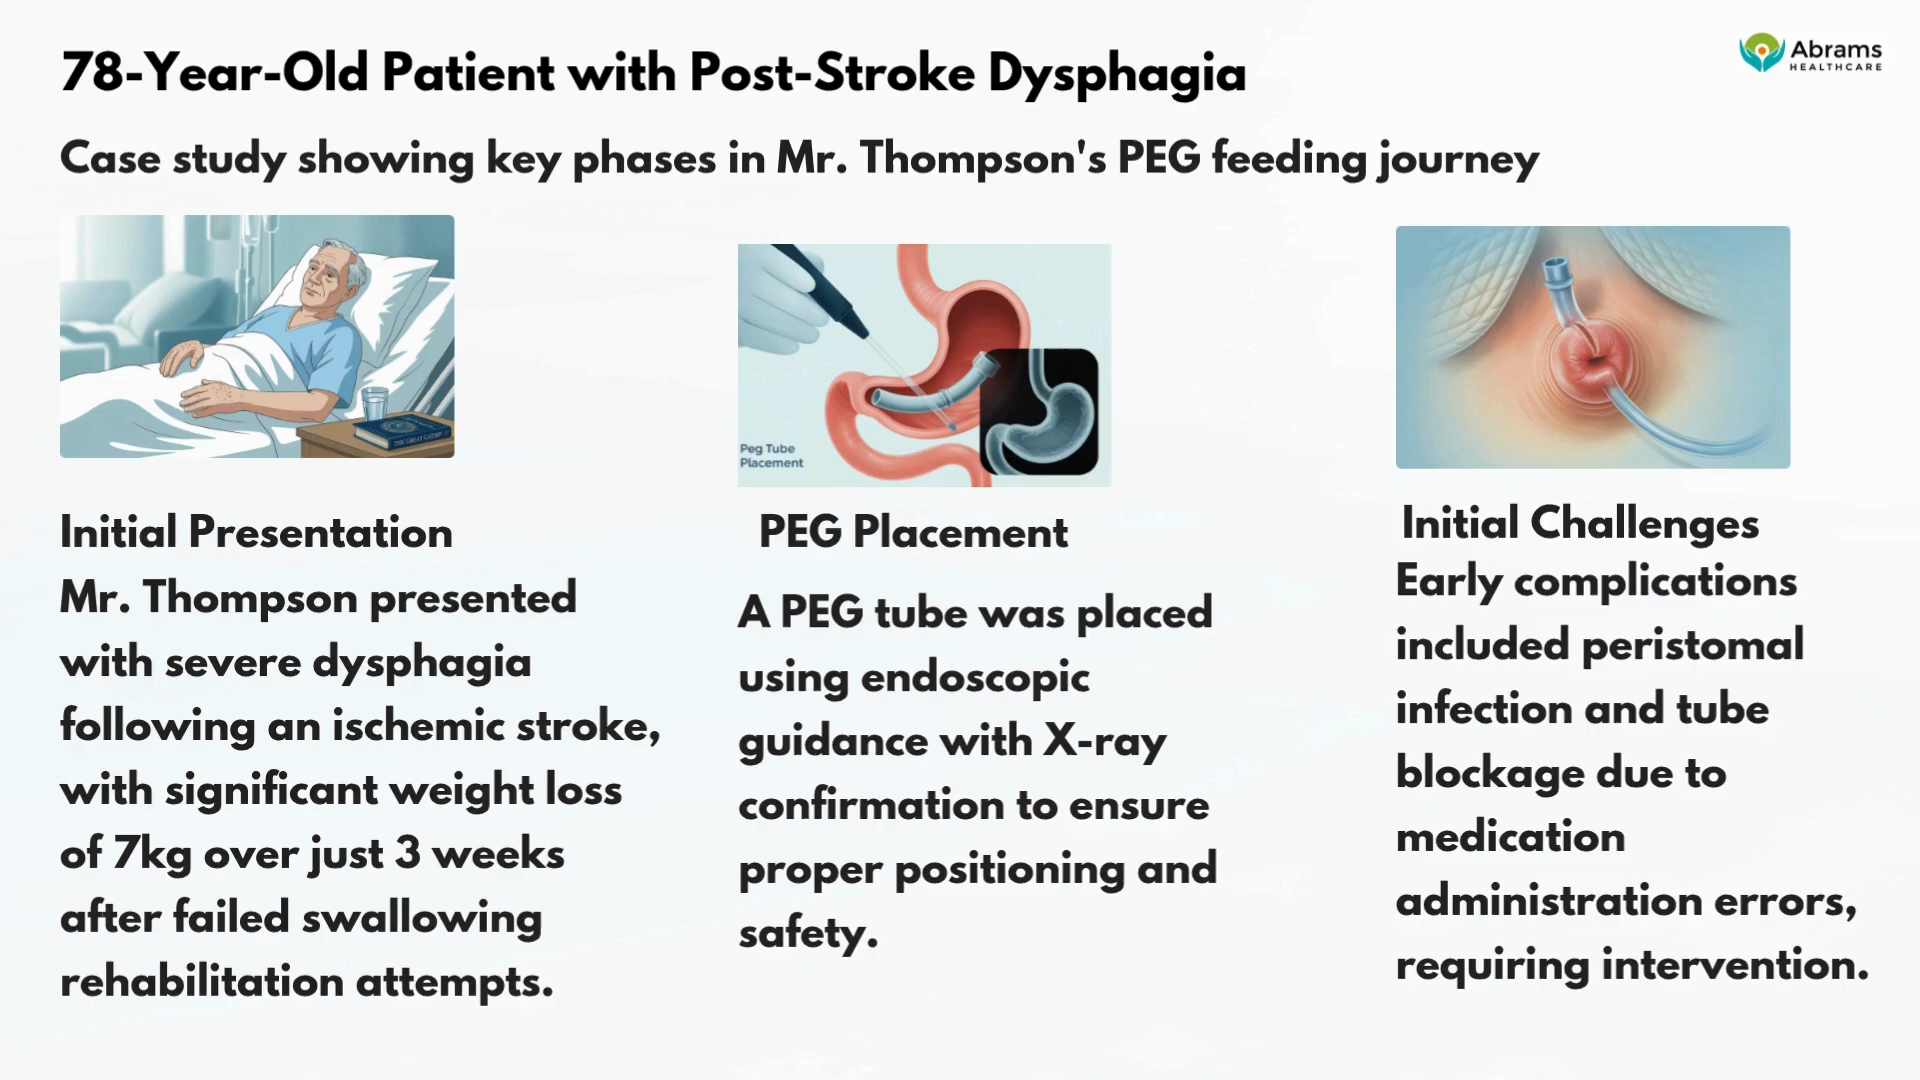 78-Year-Old Patient with Post-Stroke Dysphagia
Abrams
HEALTHCARE
Case study showing key phases in Mr. Thompson's PEG feeding journey
THE GREAT GATSBY
Peg Tube
Placement
Initial Presentation
Mr. Thompson presented
with severe dysphagia
following an ischemic stroke,
with significant weight loss
of 7kg over just 3 weeks
after failed swallowing
rehabilitation attempts.
PEG Placement
A PEG tube was placed
using endoscopic
guidance with X-ray
confirmation to ensure
proper positioning and
safety.
Initial Challenges
Early complications
included peristomal
infection and tube
blockage due to
medication
administration errors,
requiring intervention.